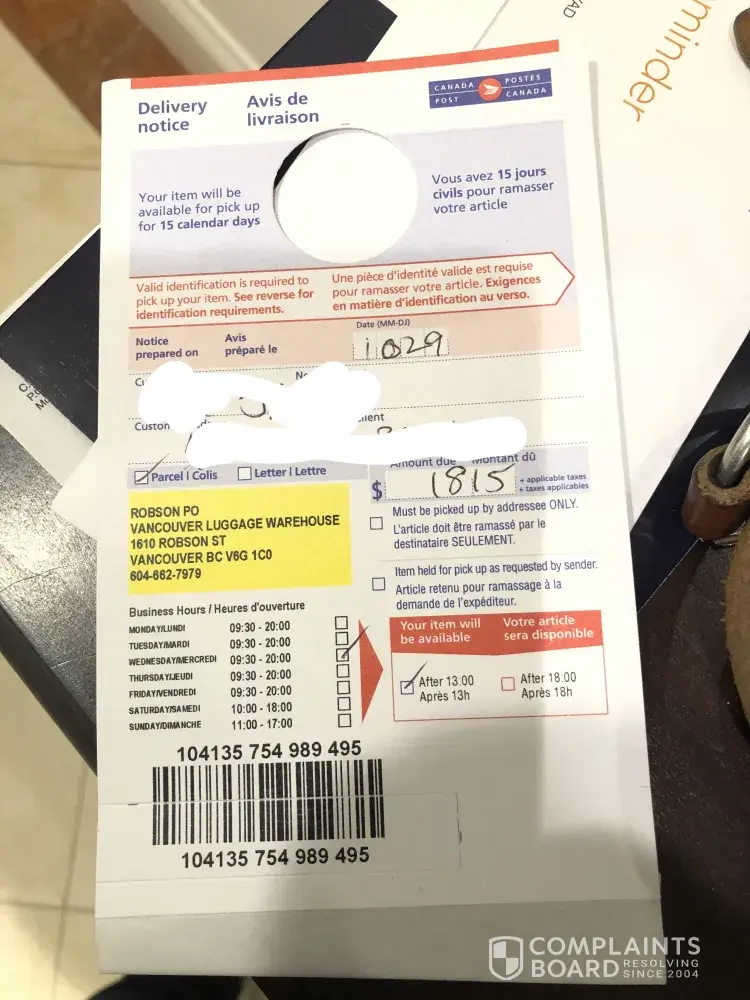 minder
VAD
Delivery notice
Avis de livraison
CANADA POST
POSTES CANADA
Your item will be
available for pick up
for 15 calendar days
Vous avez 15 jours
civils pour ramasser
votre article
Valid identification is required to
pick up your item. See reverse for
identification requirements.
Une pièce d'identité valide est requise
pour ramasser votre article. Exigences
en matière d'identification au verso.
Notice
prepared on
Avis
préparé le
Date (MM-DJ)
1029
Custom
Parcel | Colis
Letter | Lettre
Amount due Montant dû
$ 1815
+ applicable taxes
+ taxes applicables
ROBSON PO
VANCOUVER LUGGAGE WAREHOUSE
1610 ROBSON ST
VANCOUVER BC V6G 1C0
604-662-7979
Must be picked up by addressee ONLY.
L'article doit être ramassé par le
destinataire SEULEMENT.
Item held for pick up as requested by sender.
Article retenu pour ramassage à la
demande de l'expéditeur.
Business Hours / Heures d'ouverture
MONDAY/LUNDI 09:30 - 20:00
TUESDAY/MARDI 09:30 - 20:00
WEDNESDAY/MERCREDI 09:30 - 20:00
THURSDAY/JEUDI 09:30 - 20:00
FRIDAY/VENDREDI 09:30 - 20:00
SATURDAY/SAMEDI 10:00 - 18:00
SUNDAY/DIMANCHE 11:00 - 17:00
Your item will
be available
Votre article
sera disponible
After 13:00
Après 13h
After 18:00
Après 18h
104135 754 989 495
104135 754 989 495
COMPLAINTS
BOARD RESOLVING
SINCE 2004